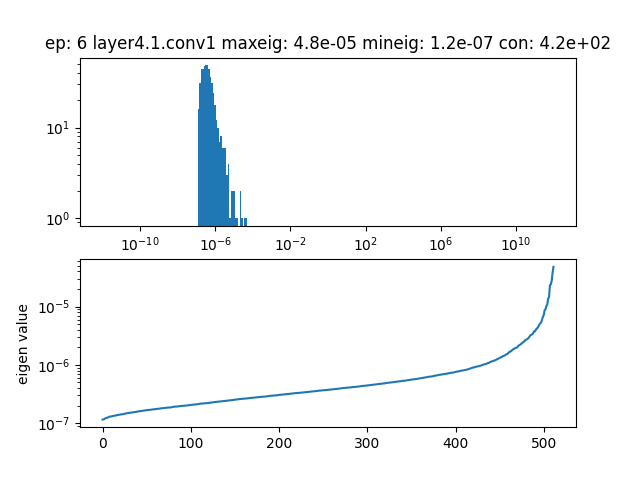 ep: 6 layer4.1.conv1 maxeig: 4.8e-05 mineig: 1.2e-07 con: 4.2e+02
10¹
10⁰
10⁻¹⁰ 10⁻⁶ 10⁻² 10² 10⁶ 10¹⁰
eigen value
10⁻⁵
10⁻⁶
10⁻⁷
0 100 200 300 400 500